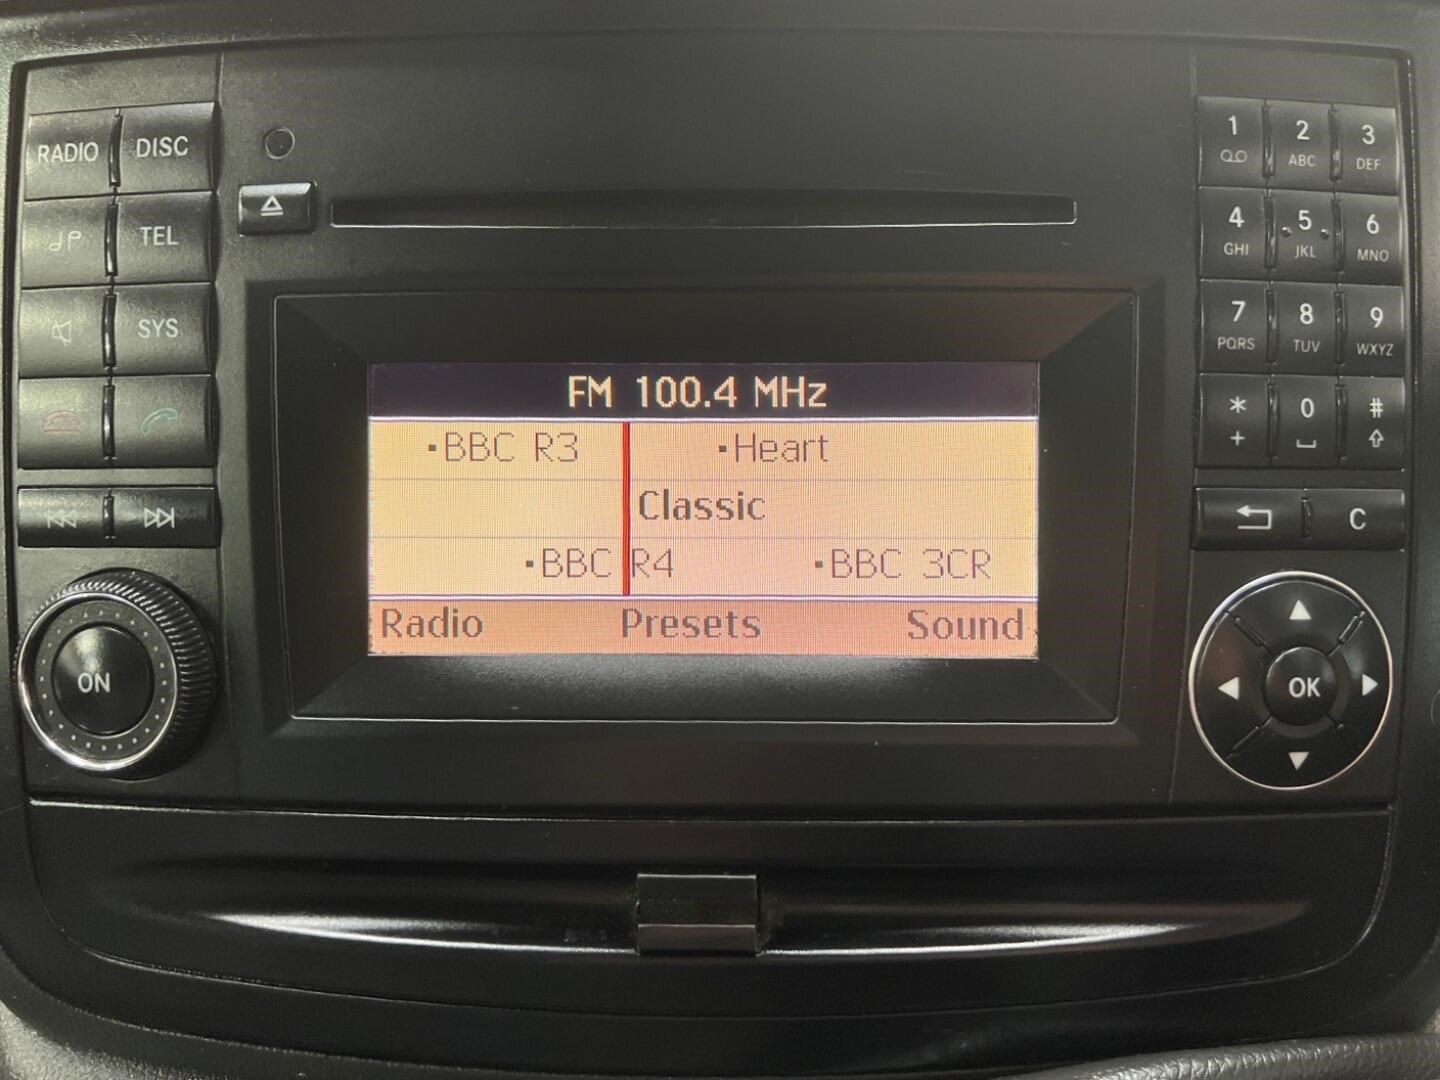 RADIO DISC
TEL
SYS
ON
FM 100.4 MHz
BBC R3 Heart
Classic
BBC R4 BBC 3CR
Radio Presets Sound
1 2 3
ABC DEF
4 5 6
GHI JKL MNO
7 8 9
PQRS TUV WXYZ
* 0 #
+
C
OK